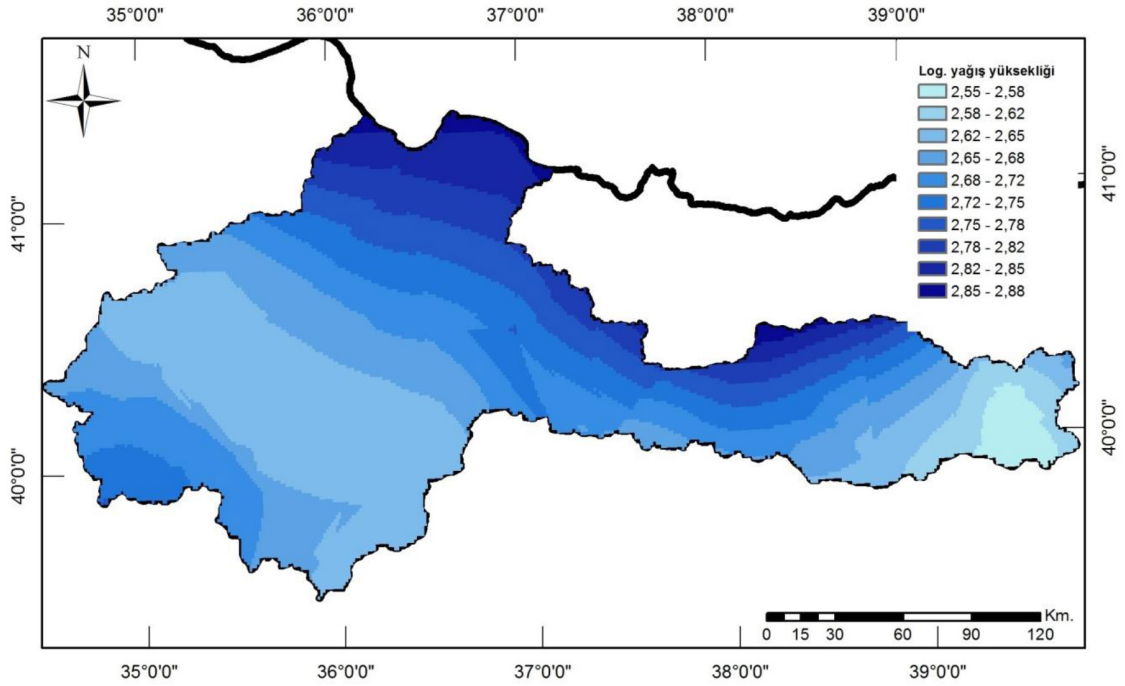 35°0'0" 36°0'0" 37°0'0" 38°0'0" 39°0'0"
N
Log. yağış yüksekliği
2,55 - 2,58
2,58 - 2,62
2,62 - 2,65
2,65 - 2,68
2,68 - 2,72
2,72 - 2,75
2,75 - 2,78
2,78 - 2,82
2,82 - 2,85
2,85 - 2,88
41°0'0"
41°0'0"
40°0'0"
40°0'0"
Km.
0 15 30 60 90 120
35°0'0" 36°0'0" 37°0'0" 38°0'0" 39°0'0"